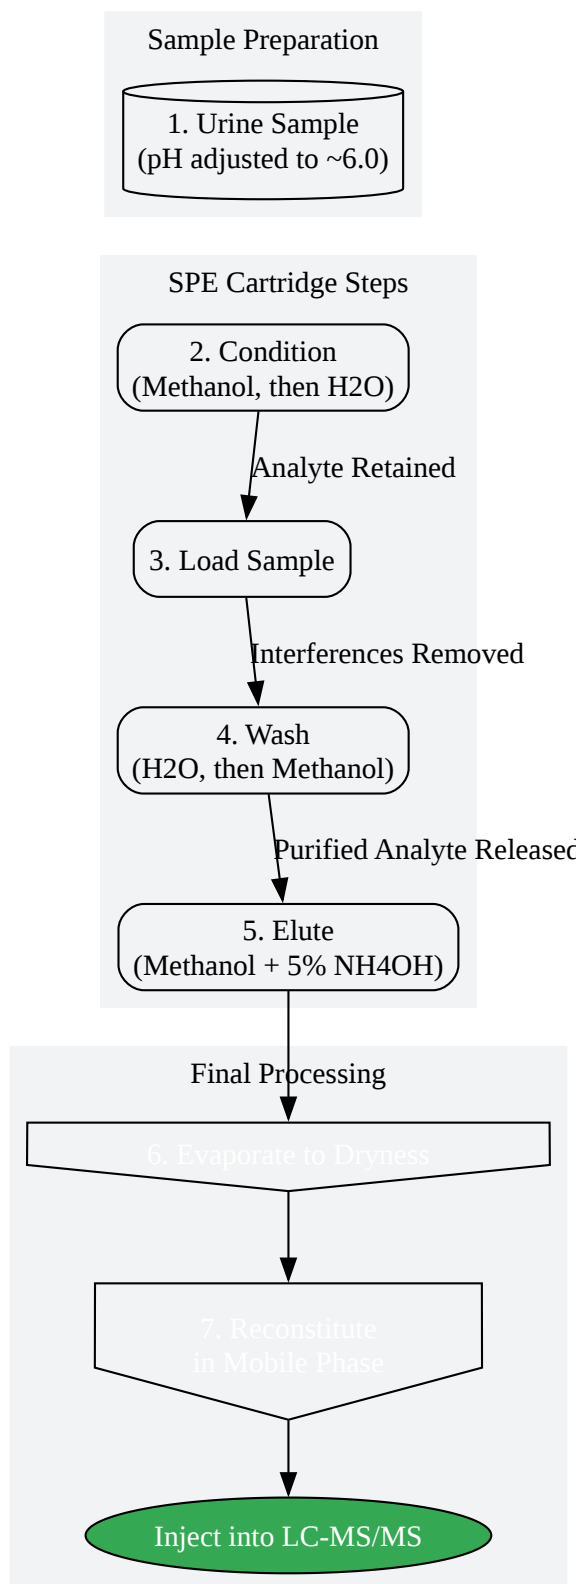 Sample Preparation
1. Urine Sample
(pH adjusted to ~6.0)
SPE Cartridge Steps
2. Condition
(Methanol, then H2O)
Analyte Retained
3. Load Sample
Interferences Removed
4. Wash
(H2O, then Methanol)
Purified Analyte Released
5. Elute
(Methanol + 5% NH4OH)
Final Processing
6. Evaporate to Dryness
7. Reconstitute
in Mobile Phase
Inject into LC-MS/MS